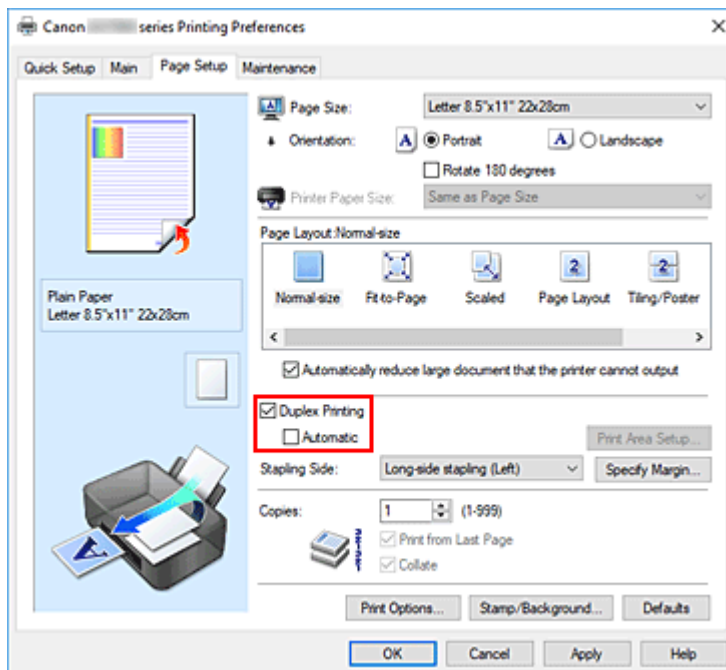 Canon series Printing Preferences
Quick Setup Main Page Setup Maintenance
Page Size: Letter 8.5"x11" 22x28cm
Orientation: A Portrait A Landscape
Rotate 180 degrees
Printer Paper Size: Same as Page Size
Page Layout:Normal-size
2 2
Normal-size Fit-to-Page Scaled Page Layout Tiling/Poster
Plain Paper
Letter 8.5"x11" 22x28cm
Automatically reduce large document that the printer cannot output
Duplex Printing
Automatic
Print Area Setup...
Stapling Side: Long-side stapling (Left) Specify Margin...
Copies: 1 (1-999)
Print from Last Page
Collate
A
Print Options... Stamp/Background... Defaults
OK Cancel Apply Help